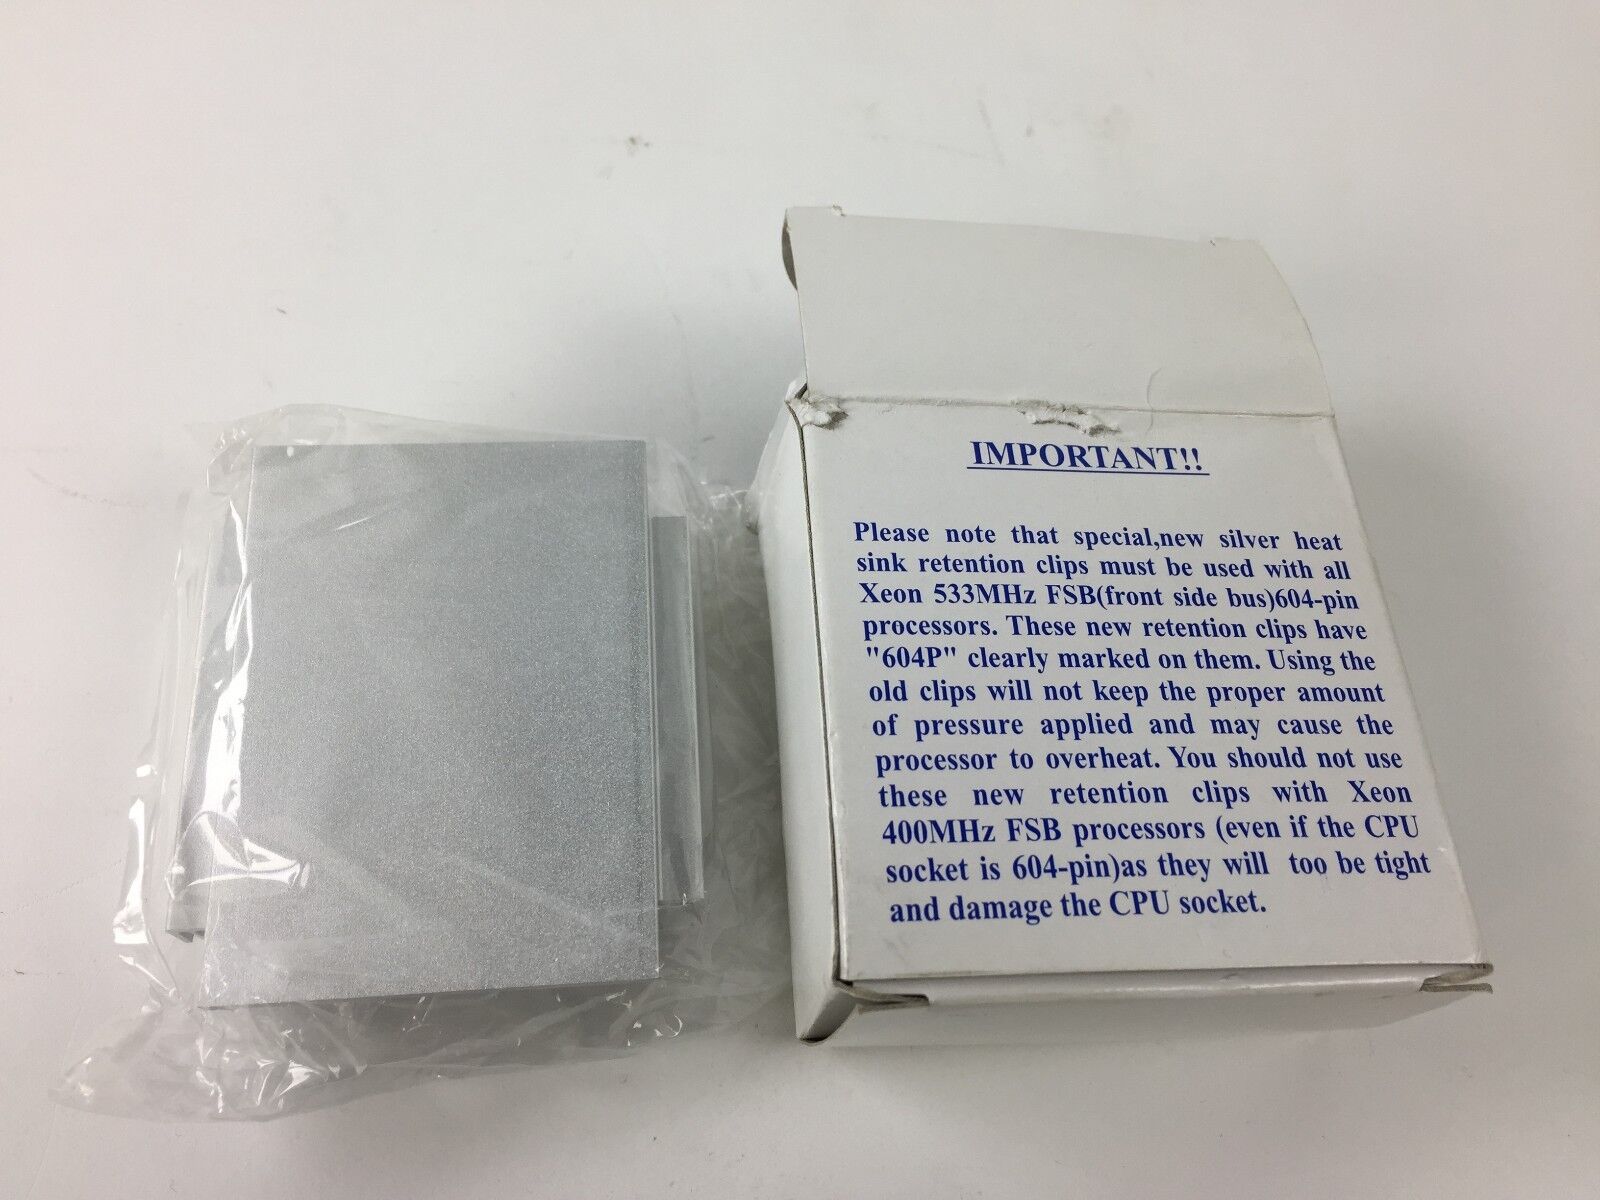 IMPORTANT!!
Please note that special,new silver heat
sink retention clips must be used with all
Xeon 533MHz FSB(front side bus)604-pin
processors. These new retention clips have
"604P" clearly marked on them. Using the
old clips will not keep the proper amount
of pressure applied and may cause the
processor to overheat. You should not use
these new retention clips with Xeon
400MHz FSB processors (even if the CPU
socket is 604-pin)as they will too be tight
and damage the CPU socket.